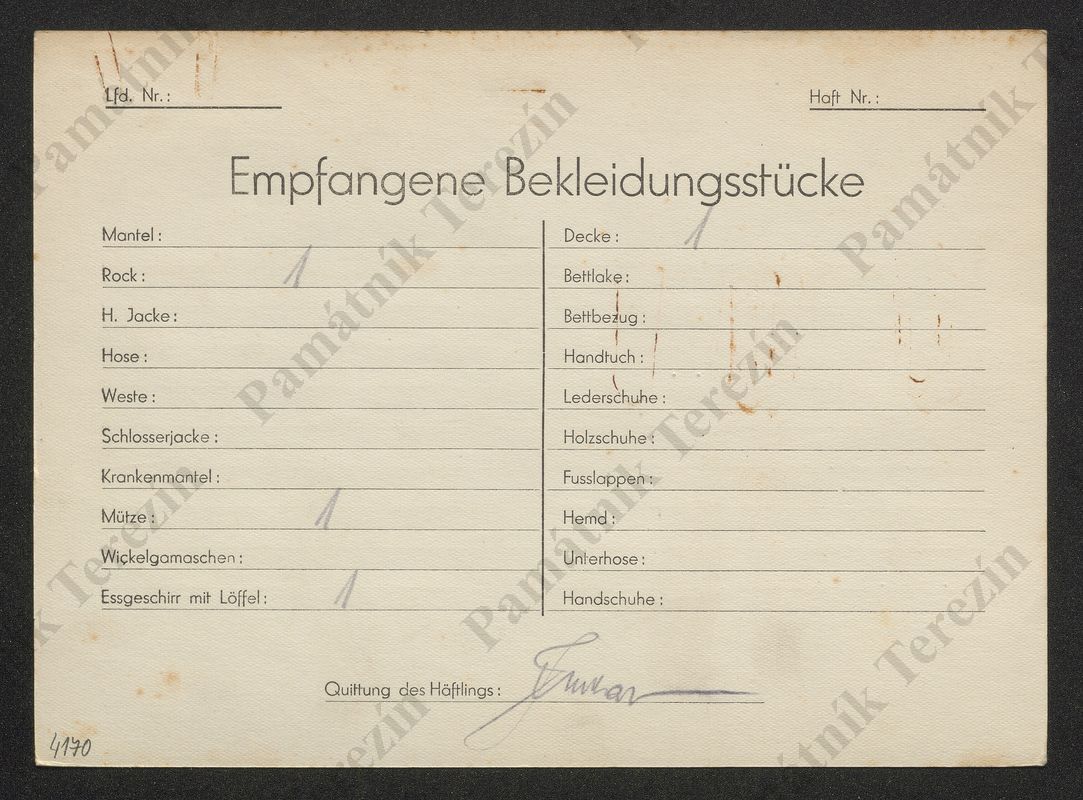 Lfd. Nr.:
Haft Nr.:
Empfangene Bekleidungsstücke
Mantel:
Rock: 1
H. Jacke:
Hose:
Weste:
Schlosserjacke:
Krankenmantel:
Mütze: 1
Wickelgamaschen:
Essgeschirr mit Löffel: 1
Decke: 1
Bettlake:
Bettbezug:
Handtuch:
Lederschuhe:
Holzschuhe:
Fusslappen:
Hemd:
Unterhose:
Handschuhe:
Quittung des Häftlings:
4170
Památník Terezín